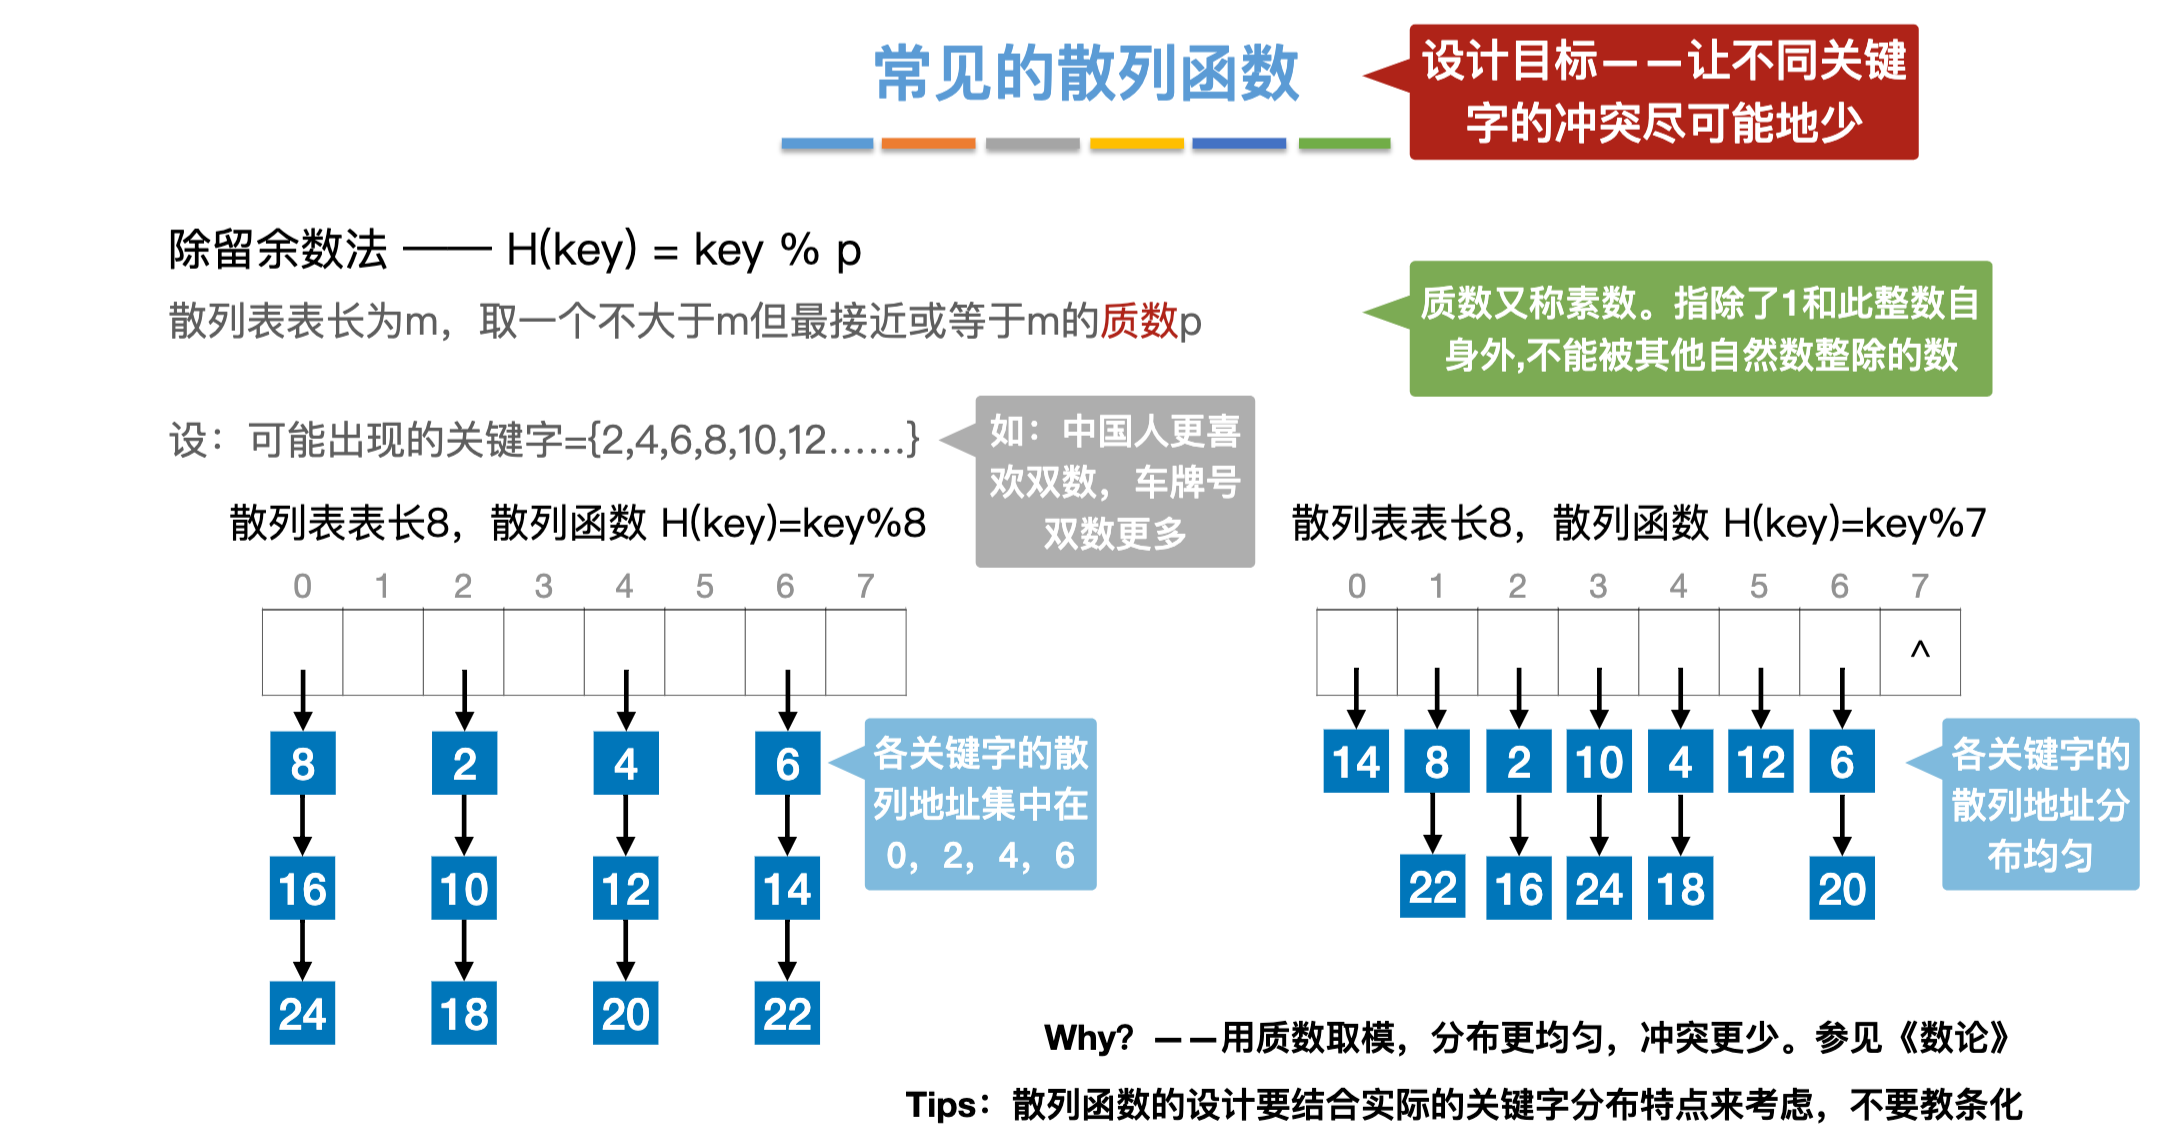 常见的散列函数
设计目标——让不同关键
字的冲突尽可能地少
除留余数法 —— H(key) = key % p
散列表表长为m，取一个不大于m但最接近或等于m的质数p
质数又称素数。指除了1和此整数自
身外,不能被其他自然数整除的数
设：可能出现的关键字={2,4,6,8,10,12……}
如：中国人更喜
欢双数，车牌号
双数更多
散列表表长8，散列函数 H(key)=key%8
0 1 2 3 4 5 6 7
8 2 4 6
16 10 12 14
24 18 20 22
各关键字的散
列地址集中在
0，2，4，6
散列表表长8，散列函数 H(key)=key%7
0 1 2 3 4 5 6 7
^
14 8 2 10 4 12 6
22 16 24 18 20
各关键字的
散列地址分
布均匀
Why？——用质数取模，分布更均匀，冲突更少。参见《数论》
Tips：散列函数的设计要结合实际的关键字分布特点来考虑，不要教条化